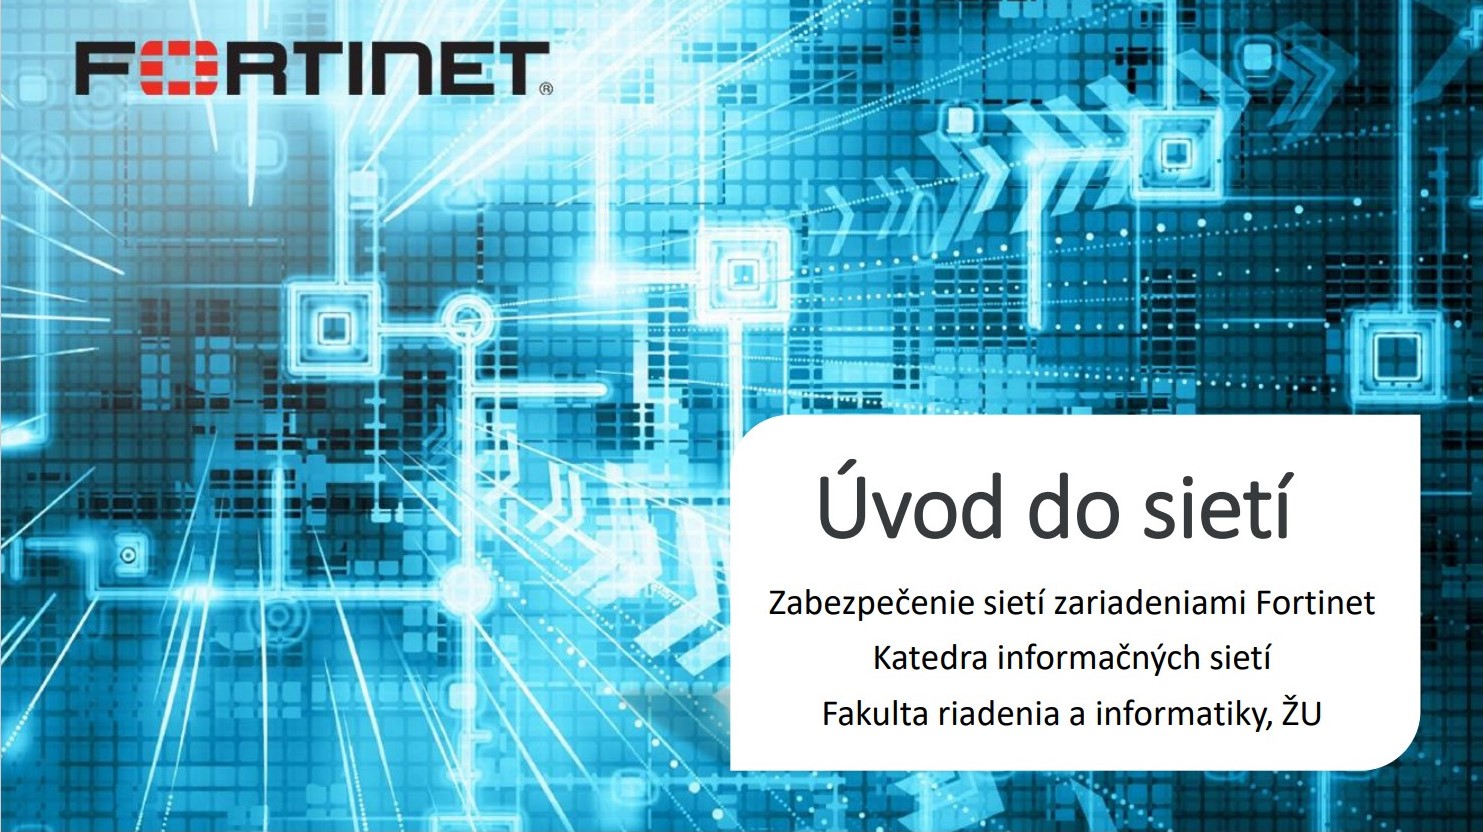 FORTINET®
Úvod do sietí
Zabezpečenie sietí zariadeniami Fortinet
Katedra informačných sietí
Fakulta riadenia a informatiky, ŽU